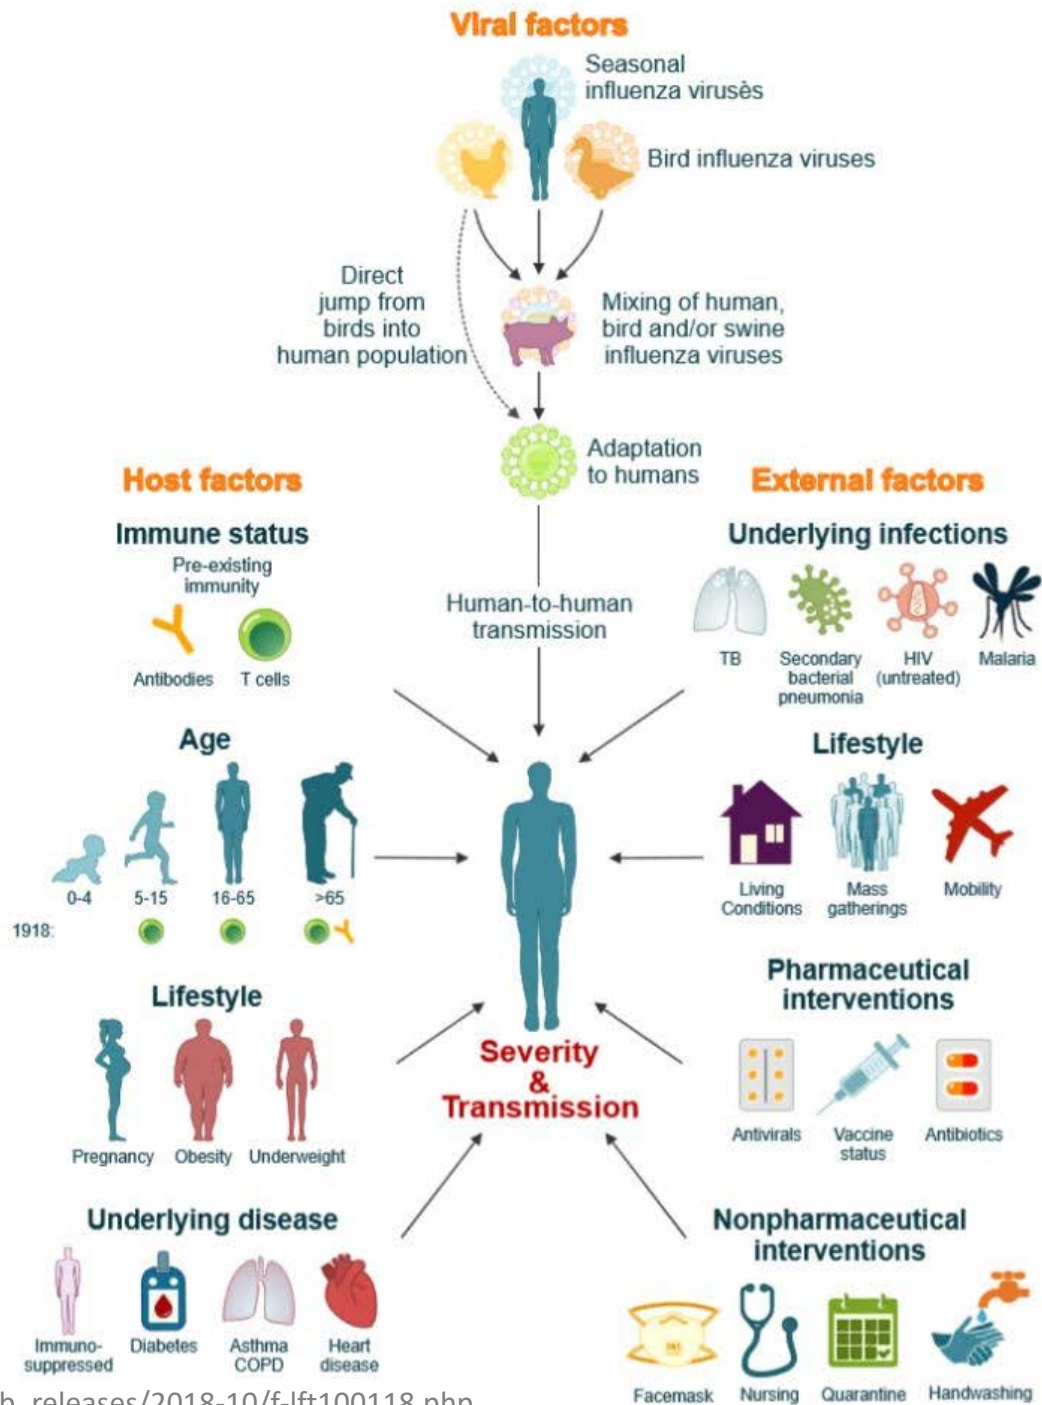 Viral factors
Seasonal
influenza virusès
Bird influenza viruses
Direct
jump from
birds into
human population
Mixing of human,
bird and/or swine
influenza viruses
Adaptation
to humans
Human-to-human
transmission
Host factors
Immune status
Pre-existing
immunity
Antibodies
T cells
Age
0-4
5-15
16-65
>65
1918:
Lifestyle
Pregnancy
Obesity
Underweight
Underlying disease
Immuno-
suppressed
Diabetes
Asthma
COPD
Heart
disease
External factors
Underlying infections
TB
Secondary
bacterial
pneumonia
HIV
(untreated)
Malaria
Lifestyle
Living
Conditions
Mass
gatherings
Mobility
Pharmaceutical
interventions
Antivirals
Vaccine
status
Antibiotics
Nonpharmaceutical
interventions
Facemask
Nursing
Quarantine
Handwashing
Severity
&
Transmission
b_releases/2018-10/f-lft100118.php